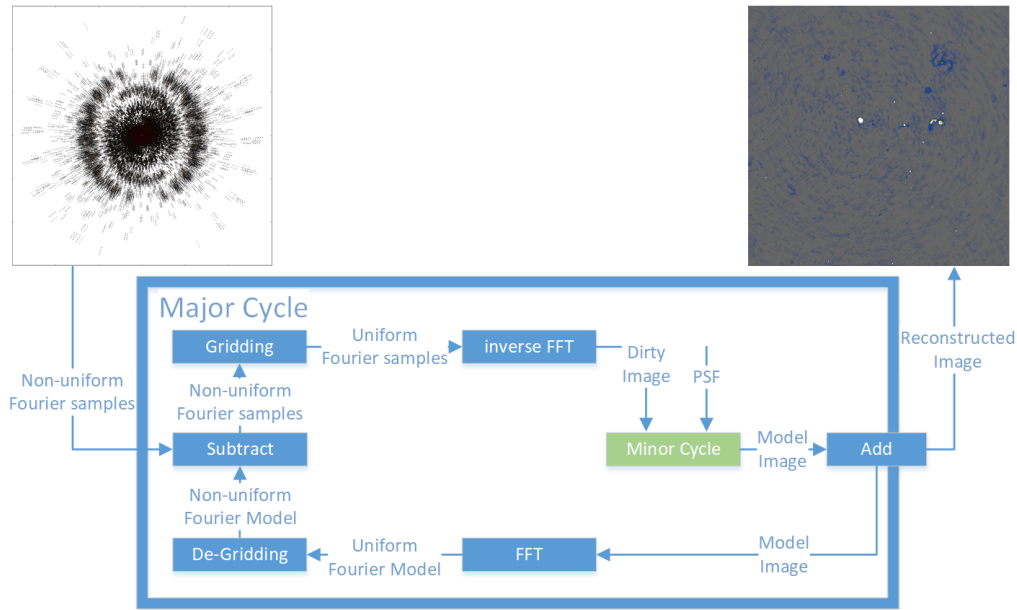 Major Cycle
Gridding
Uniform
Fourier samples
inverse FFT
Dirty
Image
PSF
Reconstructed
Image
Non-uniform
Fourier samples
Non-uniform
Fourier samples
Subtract
Minor Cycle
Model
Image
Add
Non-uniform
Fourier Model
De-Gridding
Uniform
Fourier Model
FFT
Model
Image